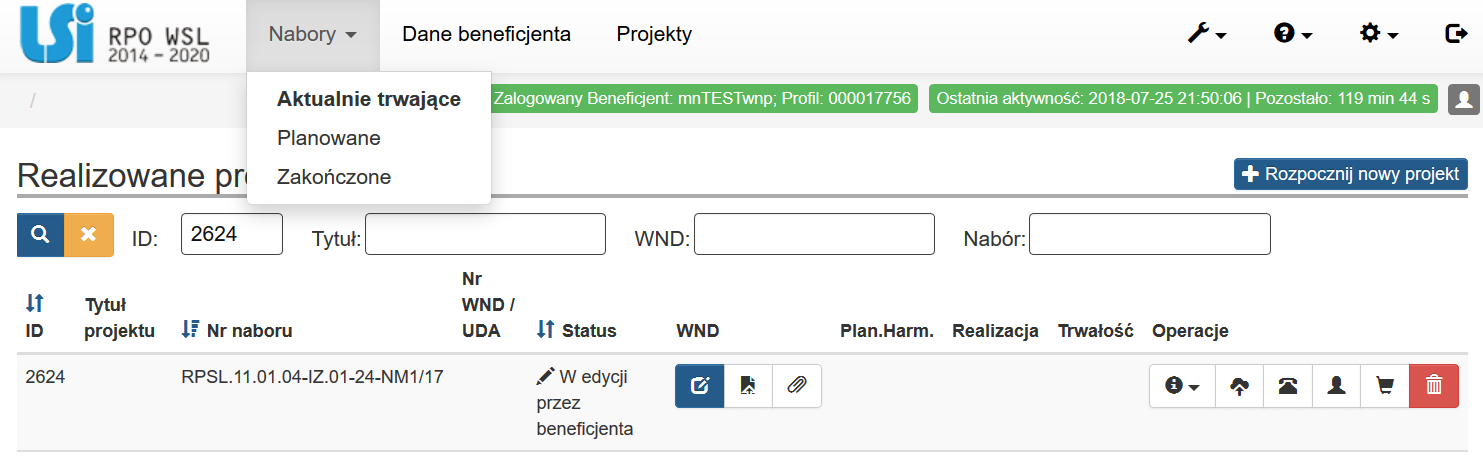 LSi RPO WSL
2014 – 2020
Nabory Dane beneficjenta Projekty
Aktualnie trwające
Planowane
Zakończone
/
Zalogowany Beneficjent: mnTESTwnp; Profil: 000017756
Ostatnia aktywność: 2018-07-25 21:50:06 | Pozostało: 119 min 44 s
Realizowane pr
Rozpocznij nowy projekt
ID: 2624 Tytuł: WND: Nabór:
ID
Tytuł
projektu
Nr naboru
Nr
WND /
UDA
Status
WND
Plan.Harm.
Realizacja
Trwałość
Operacje
2624
RPSL.11.01.04-IZ.01-24-NM1/17
W edycji
przez
beneficjenta